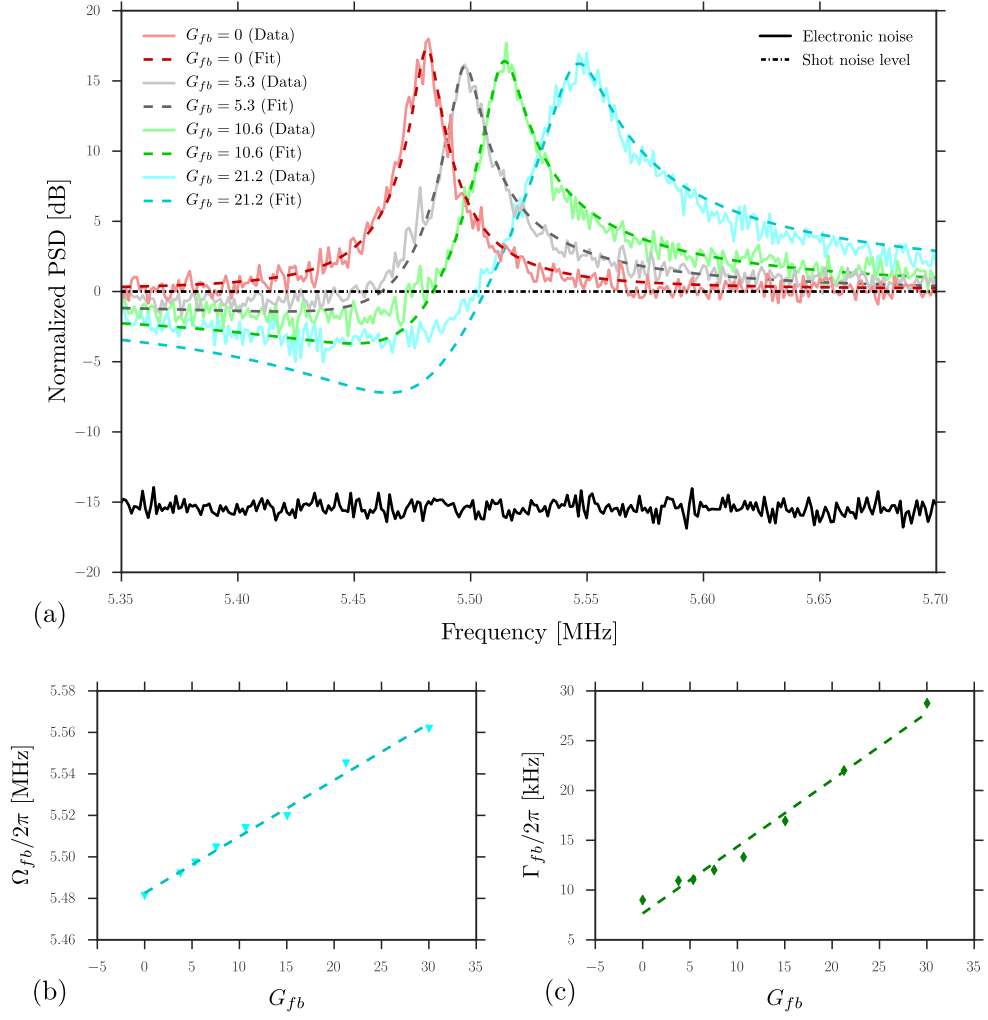 20
15
10
5
0
−5
−10
−15
−20
Normalized PSD [dB]
G_fb = 0 (Data)
G_fb = 0 (Fit)
G_fb = 5.3 (Data)
G_fb = 5.3 (Fit)
G_fb = 10.6 (Data)
G_fb = 10.6 (Fit)
G_fb = 21.2 (Data)
G_fb = 21.2 (Fit)
Electronic noise
Shot noise level
5.35 5.40 5.45 5.50 5.55 5.60 5.65 5.70
Frequency [MHz]
(a)
5.58
5.56
5.54
5.52
5.50
5.48
5.46
Ω_fb/2π [MHz]
−5 0 5 10 15 20 25 30 35
G_fb
(b)
30
25
20
15
10
5
Γ_fb/2π [kHz]
−5 0 5 10 15 20 25 30 35
G_fb
(c)